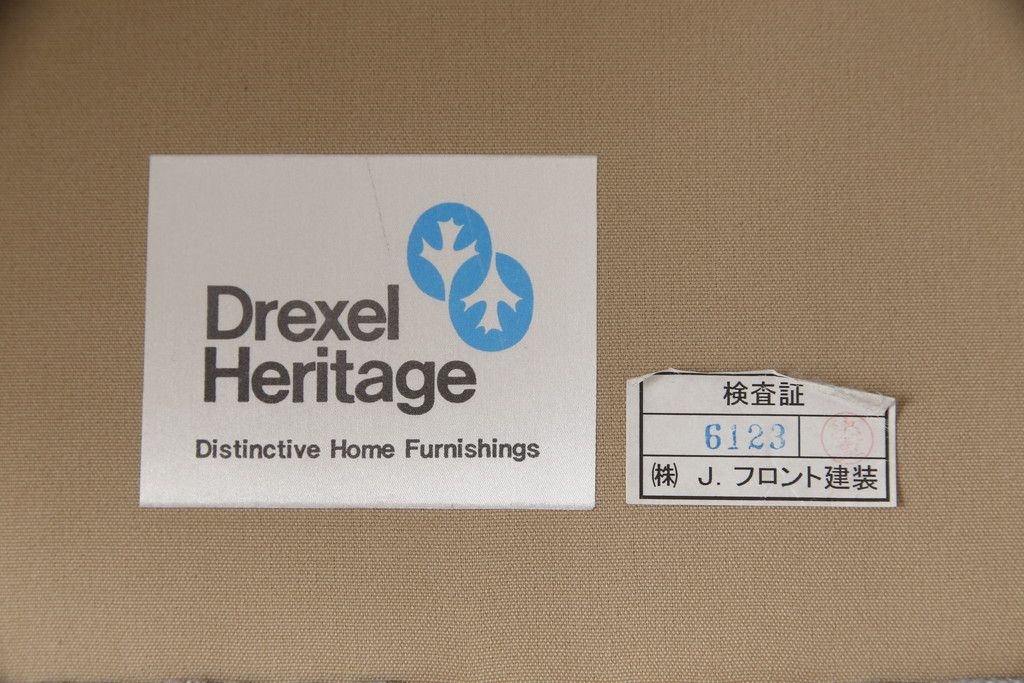 Drexel
Heritage
Distinctive Home Furnishings
検査証
6123
㈱ J. フロント建装